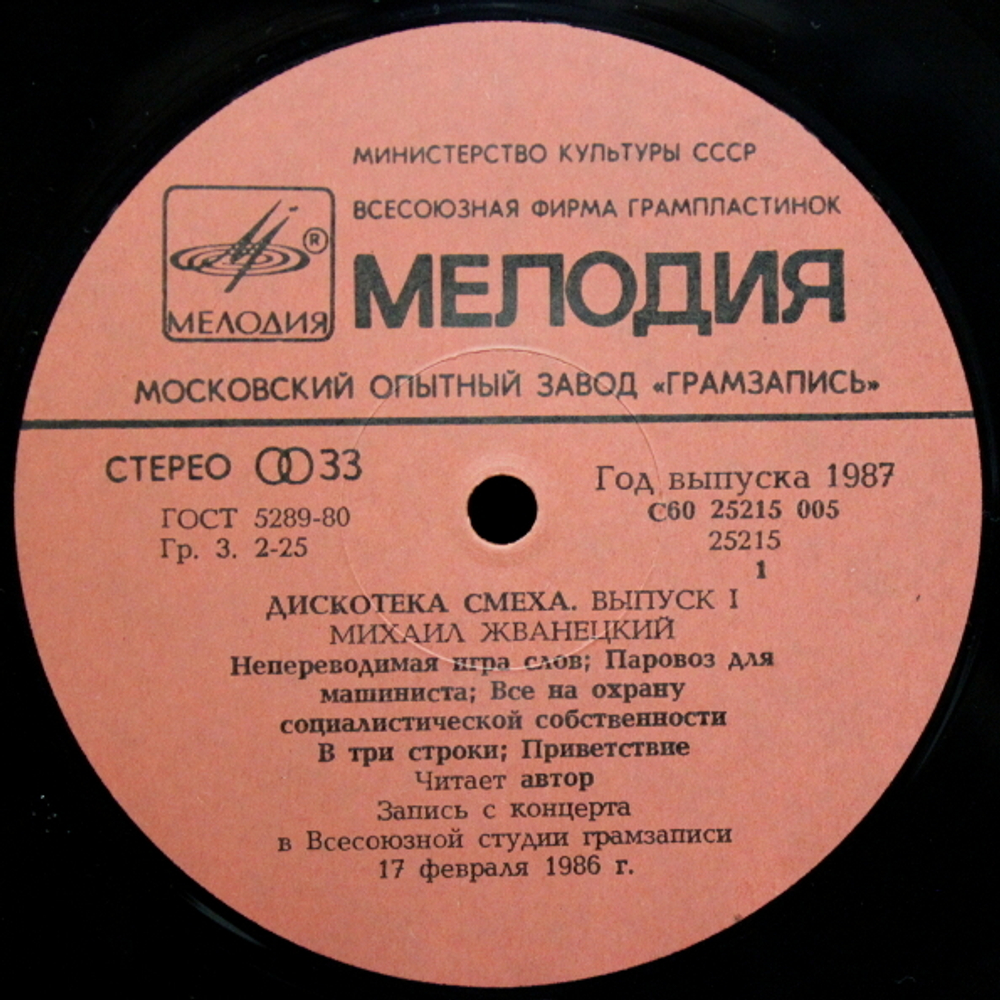 МИНИСТЕРСТВО КУЛЬТУРЫ СССР
ВСЕСОЮЗНАЯ ФИРМА ГРАМПЛАСТИНОК
®
МЕЛОДИЯ
МЕЛОДИЯ
МОСКОВСКИЙ ОПЫТНЫЙ ЗАВОД «ГРАМЗАПИСЬ»
СТЕРЕО 33
Год выпуска 1987
ГОСТ 5289-80
С60 25215 005
Гр. 3. 2-25
25215
1
ДИСКОТЕКА СМЕХА. ВЫПУСК I
МИХАИЛ ЖВАНЕЦКИЙ
Непереводимая игра слов; Паровоз для
машиниста; Все на охрану
социалистической собственности
В три строки; Приветствие
Читает автор
Запись с концерта
в Всесоюзной студии грамзаписи
17 февраля 1986 г.